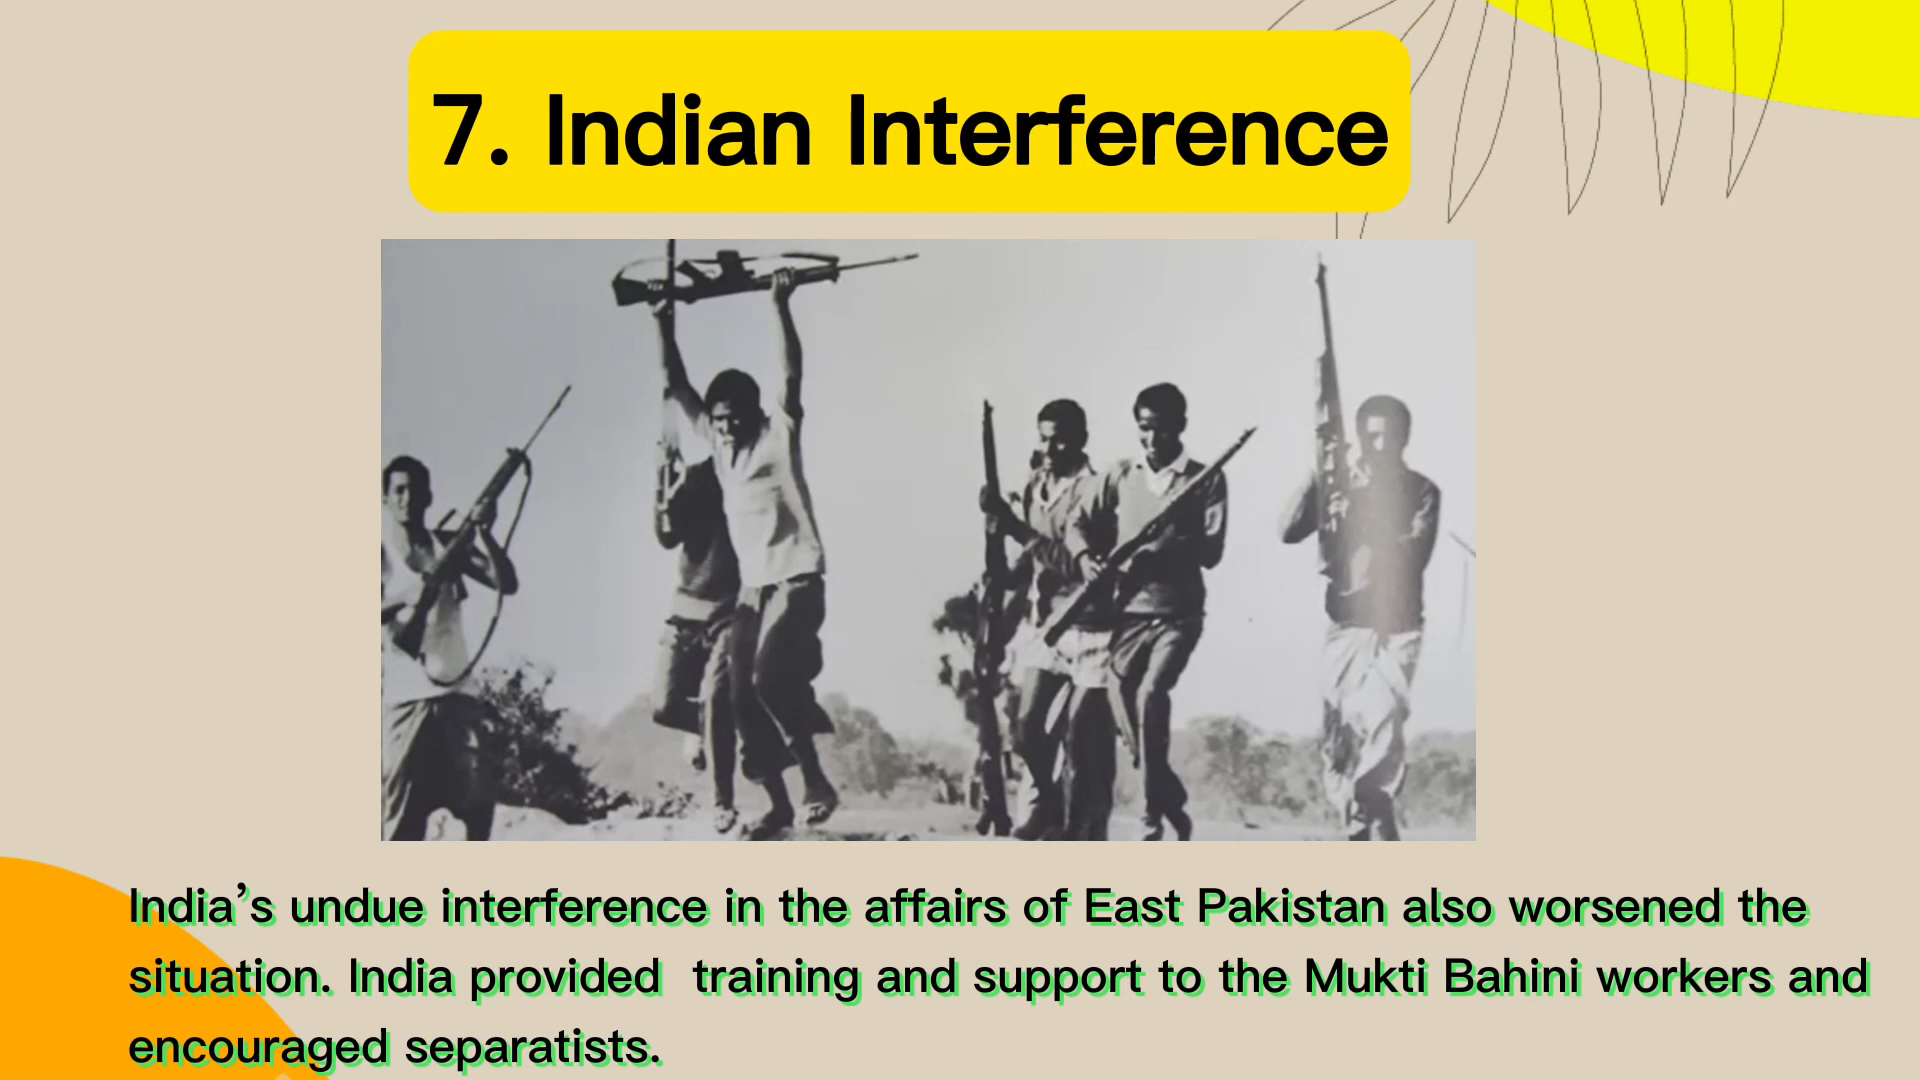 7. Indian Interference
India’s undue interference in the affairs of East Pakistan also worsened the
situation. India provided  training and support to the Mukti Bahini workers and
encouraged separatists.